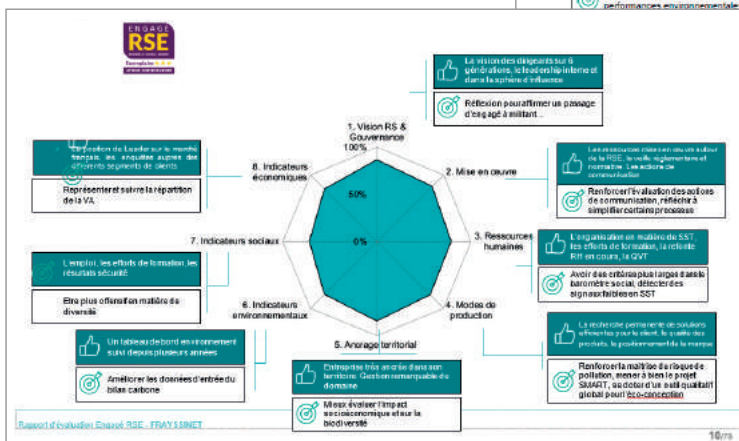 performances environnementale
ENGAGÉ
RSE
La vision des dirigeants sur 6
générations, le leadership interne et
dans la sphère d'influence
Réflexion pour affirmer un passage
d'engagé à militant...
1. Vision RS &
Gouvernance
100%
50%
0%
La position de Leader sur le marché
français, les enquêtes auprès des
différents segments de clients
Représenter et suivre la répartition
de la VA
8. Indicateurs
économiques
2. Mise en œuvre
Les ressources mise en œuvre autour
de la RSE, la veille réglementaire et
normative. Les actions de
communication
Renforcer l'évaluation des actions
de communication, réfléchir à
simplifier certains processus
7. Indicateurs sociaux
L'emploi, les efforts de formation, les
résultats sécurité
Etre plus offensif en matière de
diversité
3. Ressources
humaines
L'organisation en matière de SST,
les efforts de formation, la refonte
RH en cours, la QVT
Avoir des critères plus larges dans le
baromètre social, détecter des
signaux faibles en SST
6. Indicateurs
environnementaux
Un tableau de bord environnement
suivi depuis plusieurs années
Améliorer les données d'entrée du
bilan carbone
4. Modes de
production
La recherche permanente de solutions
efficientes pour le client, la qualité des
produits, le positionnement de la marque
Renforcer la maitrise du risque de
pollution, mener à bien le projet
SMART, se doter d'un outil qualitatif
global pour l'éco-conception
5. Ancrage territorial
Entreprise très ancrée dans son
territoire. Gestion remarquable du
domaine
Mieux évaluer l'impact
socioéconomique et sur la
biodiversité
Rapport d'évaluation Engagé RSE - FRAYSSINET